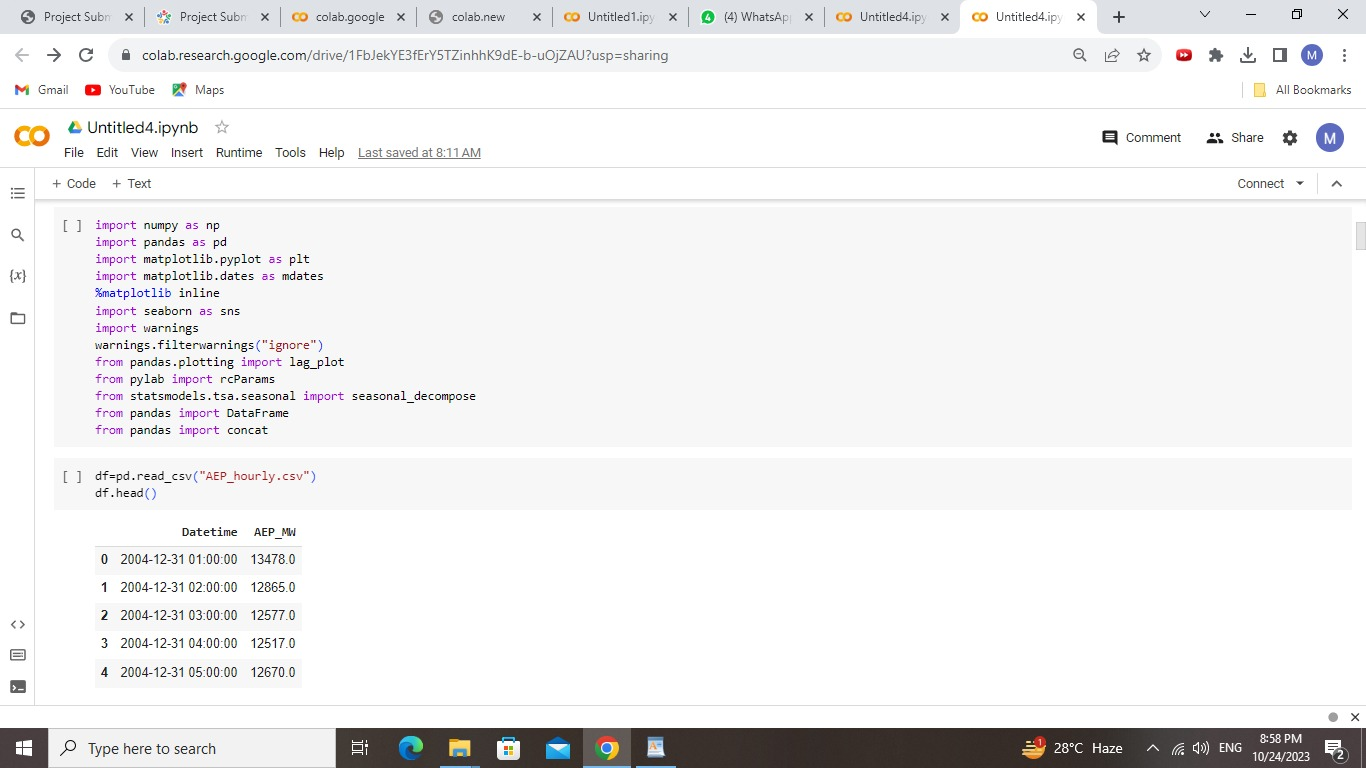 Project Subm
Project Subm
colab.google
colab.new
Untitled1.ipy
(4) WhatsAp
Untitled4.ipy
Untitled4.ipy
colab.research.google.com/drive/1FbJekYE3fErY5TZinhhK9dE-b-uOjZAU?usp=sharing
M
Gmail
YouTube
Maps
All Bookmarks
Untitled4.ipynb
Comment
Share
M
File Edit View Insert Runtime Tools Help Last saved at 8:11 AM
+ Code + Text
Connect
[ ] import numpy as np
import pandas as pd
import matplotlib.pyplot as plt
import matplotlib.dates as mdates
%matplotlib inline
import seaborn as sns
import warnings
warnings.filterwarnings("ignore")
from pandas.plotting import lag_plot
from pylab import rcParams
from statsmodels.tsa.seasonal import seasonal_decompose
from pandas import DataFrame
from pandas import concat
{x}
[ ] df=pd.read_csv("AEP_hourly.csv")
df.head()
Datetime AEP_MW
0 2004-12-31 01:00:00 13478.0
1 2004-12-31 02:00:00 12865.0
2 2004-12-31 03:00:00 12577.0
3 2004-12-31 04:00:00 12517.0
4 2004-12-31 05:00:00 12670.0
Type here to search
1
28°C Haze
ENG
8:58 PM
10/24/2023
2